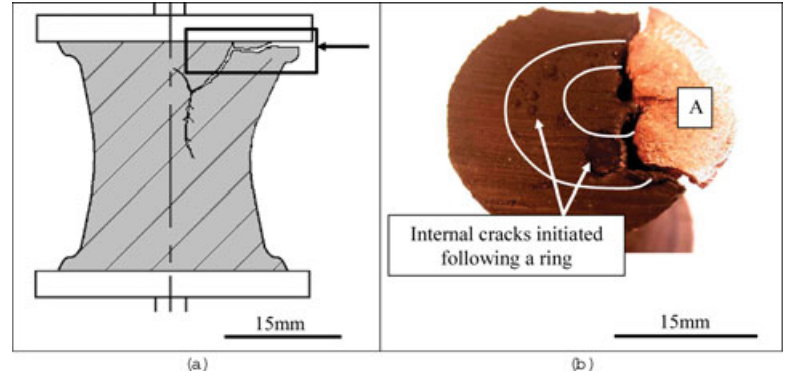 A
Internal cracks initiated
following a ring
15mm
15mm
(a)
(b)